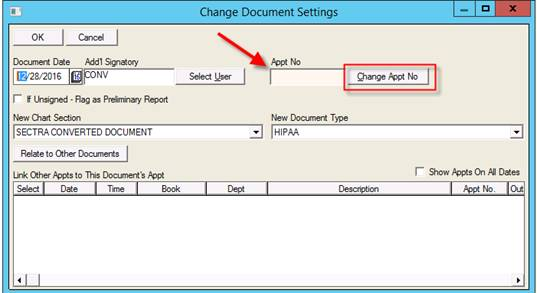 Change Document Settings
OK Cancel
Document Date Add'l Signatory Appt No
12/28/2016 CONV Select User Change Appt No
If Unsigned - Flag as Preliminary Report
New Chart Section New Document Type
SECTRA CONVERTED DOCUMENT HIPAA
Relate to Other Documents
Link Other Appts to This Document's Appt Show Appts On All Dates
Select Date Time Book Dept Description Appt No. Out